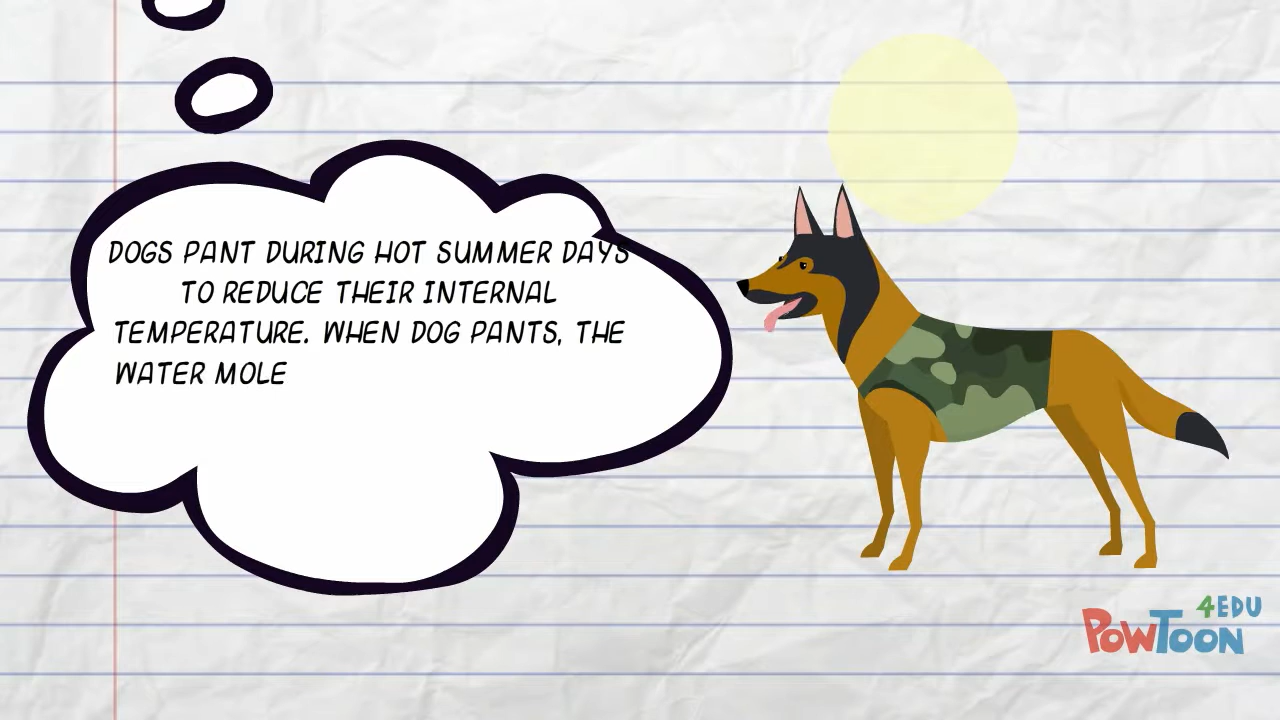 DOGS PANT DURING HOT SUMMER DAYS
TO REDUCE THEIR INTERNAL
TEMPERATURE. WHEN DOG PANTS, THE
WATER MOLE
4EDU
POWTOON